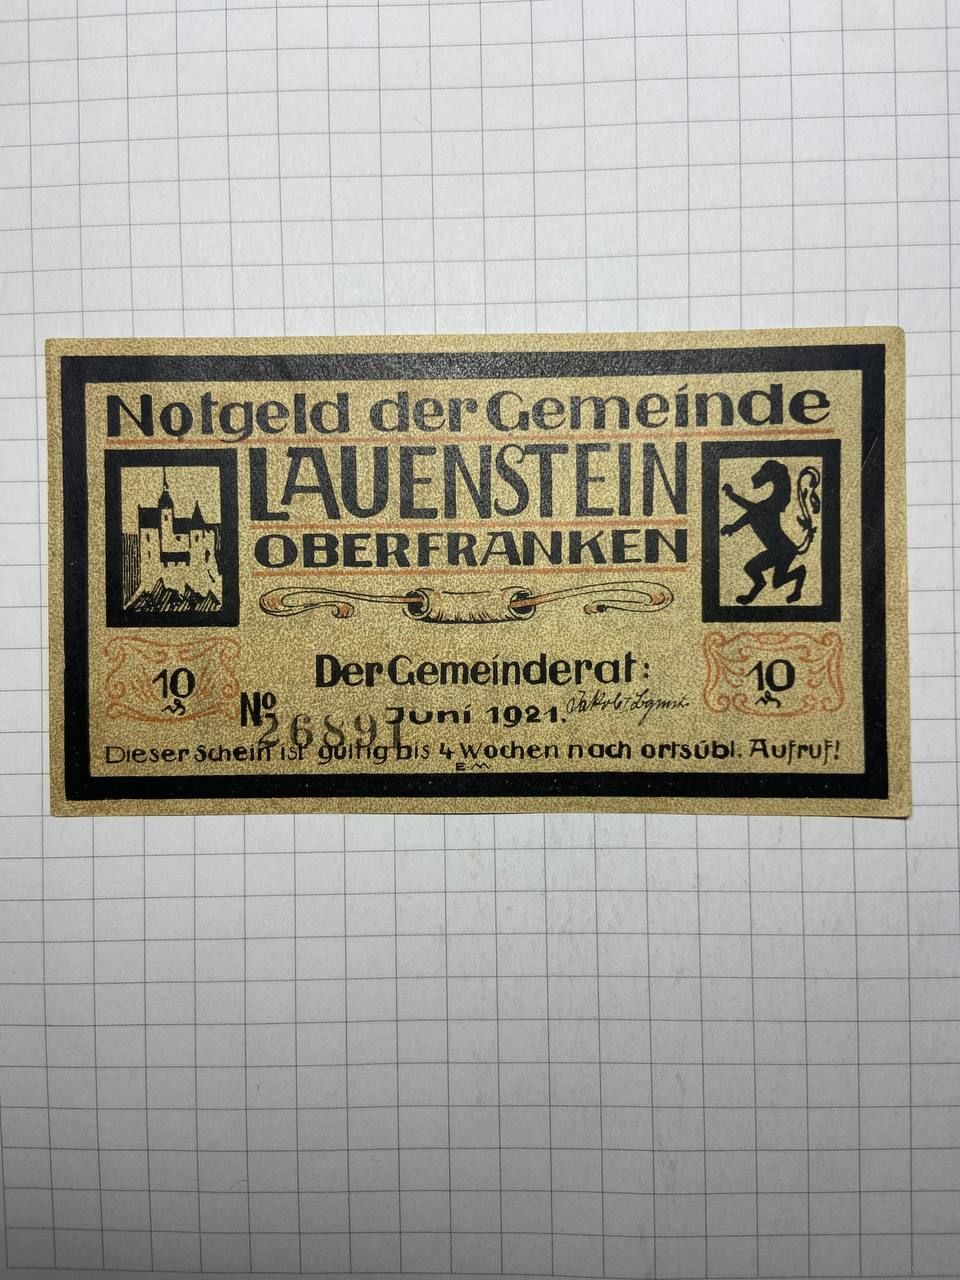 Notgeld der Gemeinde
LAUENSTEIN
OBERFRANKEN
10 ₰
10 ₰
Der Gemeinderat:
No 26891
Juni 1921.
Dieser Schein ist gültig bis 4 Wochen nach ortsübl. Aufruf!
E-M